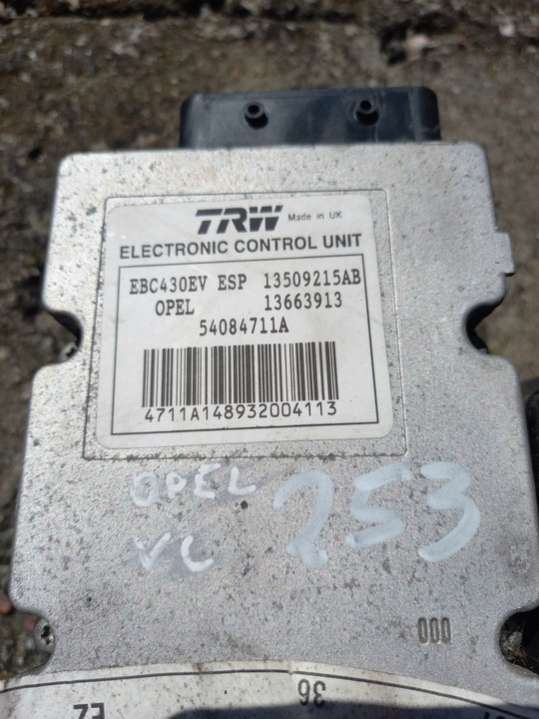 TRW Made in UK
ELECTRONIC CONTROL UNIT
EBC430EV ESP 13509215AB
OPEL 13663913
54084711A
4711A148932004113
OPEL 253
VC
000
36